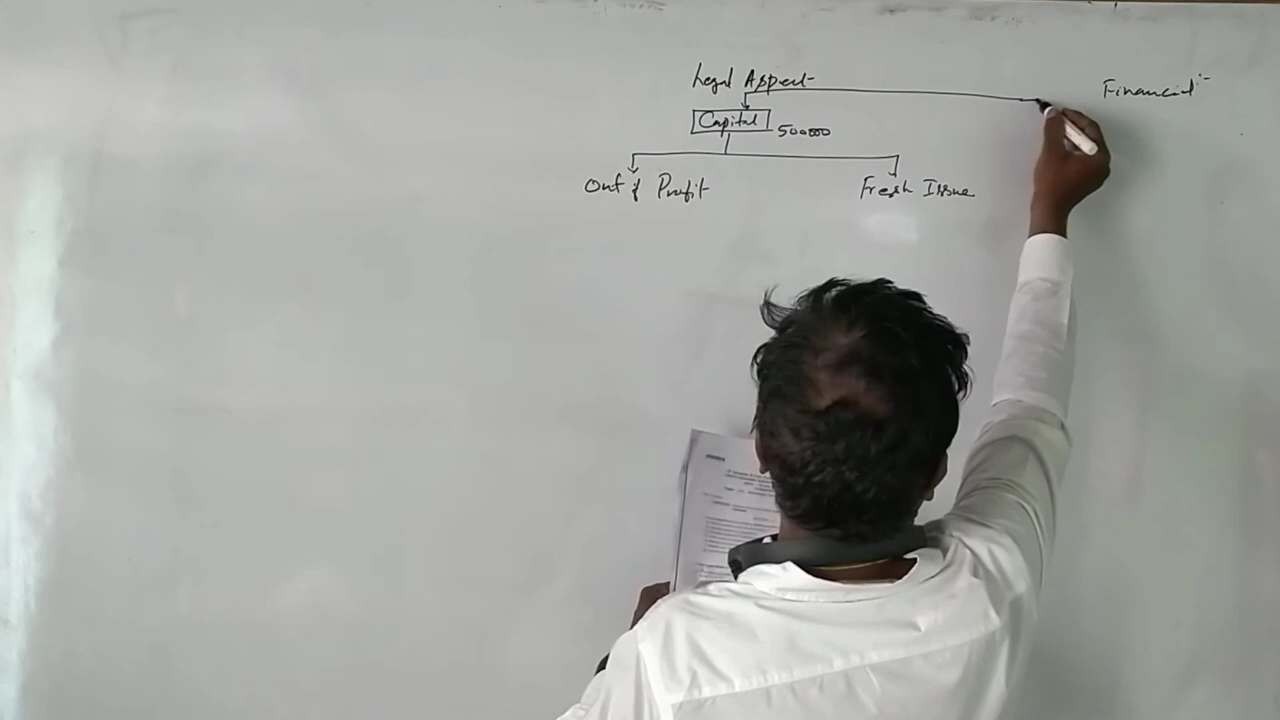 Legal Aspect
Financial :-
Capital
500000
Out of Profit
Fresh Issue